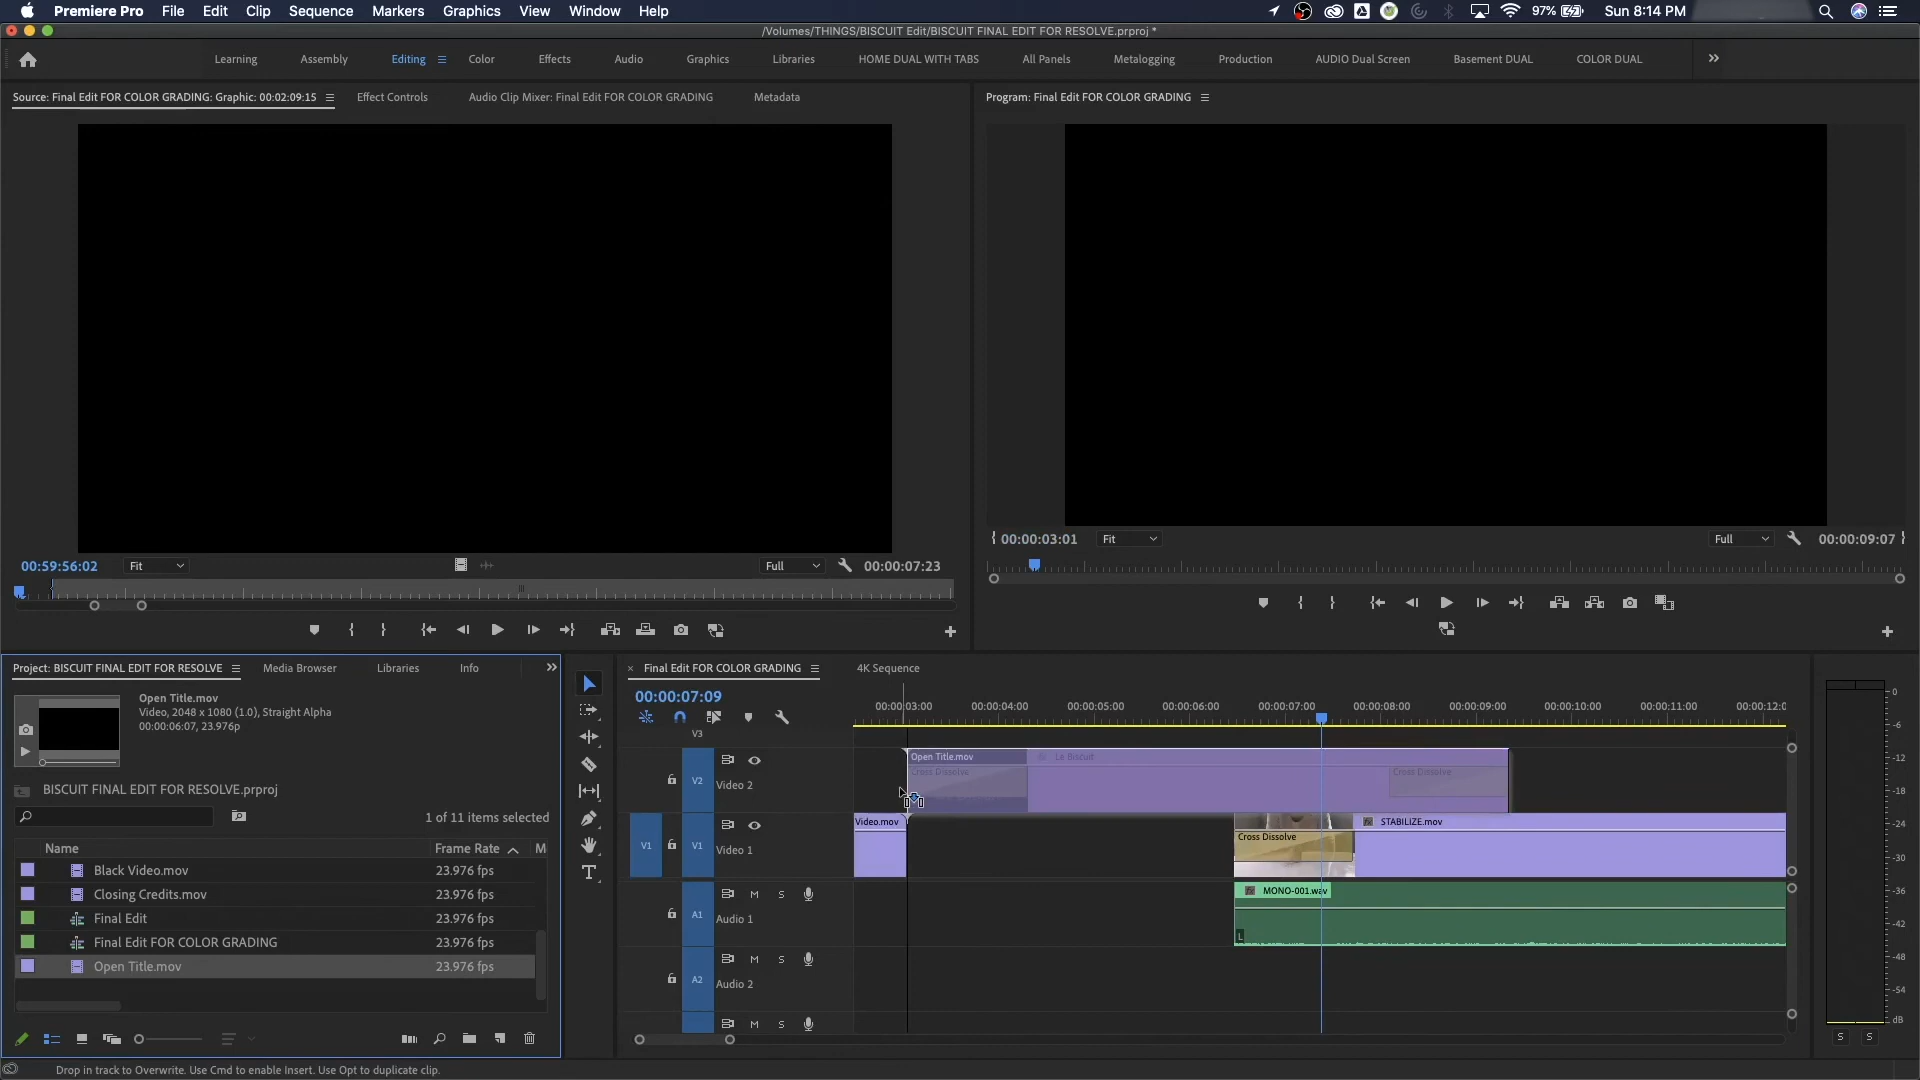 Premiere Pro File Edit Clip Sequence Markers Graphics View Window Help 97% Sun 8:14 PM
/Volumes/THINGS/BISCUIT Edit/BISCUIT FINAL EDIT FOR RESOLVE.prproj *
Learning Assembly Editing Color Effects Audio Graphics Libraries HOME DUAL WITH TABS All Panels Metalogging Production AUDIO Dual Screen Basement DUAL COLOR DUAL
Source: Final Edit FOR COLOR GRADING: Graphic: 00:02:09:15 Effect Controls Audio Clip Mixer: Final Edit FOR COLOR GRADING Metadata
Program: Final Edit FOR COLOR GRADING
00:00:03:01 Fit Full 00:00:09:07
00:59:56:02 Fit Full 00:00:07:23
Project: BISCUIT FINAL EDIT FOR RESOLVE Media Browser Libraries Info
Open Title.mov
Video, 2048 x 1080 (1.0), Straight Alpha
00:00:06:07, 23.976p
BISCUIT FINAL EDIT FOR RESOLVE.prproj
1 of 11 items selected
Name Frame Rate M
Black Video.mov 23.976 fps
Closing Credits.mov 23.976 fps
Final Edit 23.976 fps
Final Edit FOR COLOR GRADING 23.976 fps
Open Title.mov 23.976 fps
× Final Edit FOR COLOR GRADING 4K Sequence
00:00:07:09
00:00:03:00 00:00:04:00 00:00:05:00 00:00:06:00 00:00:07:00 00:00:08:00 00:00:09:00 00:00:10:00 00:00:11:00 00:00:12:0
V3
Open Title.mov Le Biscuit
Cross Dissolve Cross Dissolve
V2 Video 2
Video.mov STABILIZE.mov
Cross Dissolve
V1 V1 Video 1
MONO-001.wav
M S
A1 Audio 1
L
M S
A2 Audio 2
M S
0
-6
-12
-18
-24
-30
-36
-42
-48
-54
dB
S S
Drop in track to Overwrite. Use Cmd to enable Insert. Use Opt to duplicate clip.